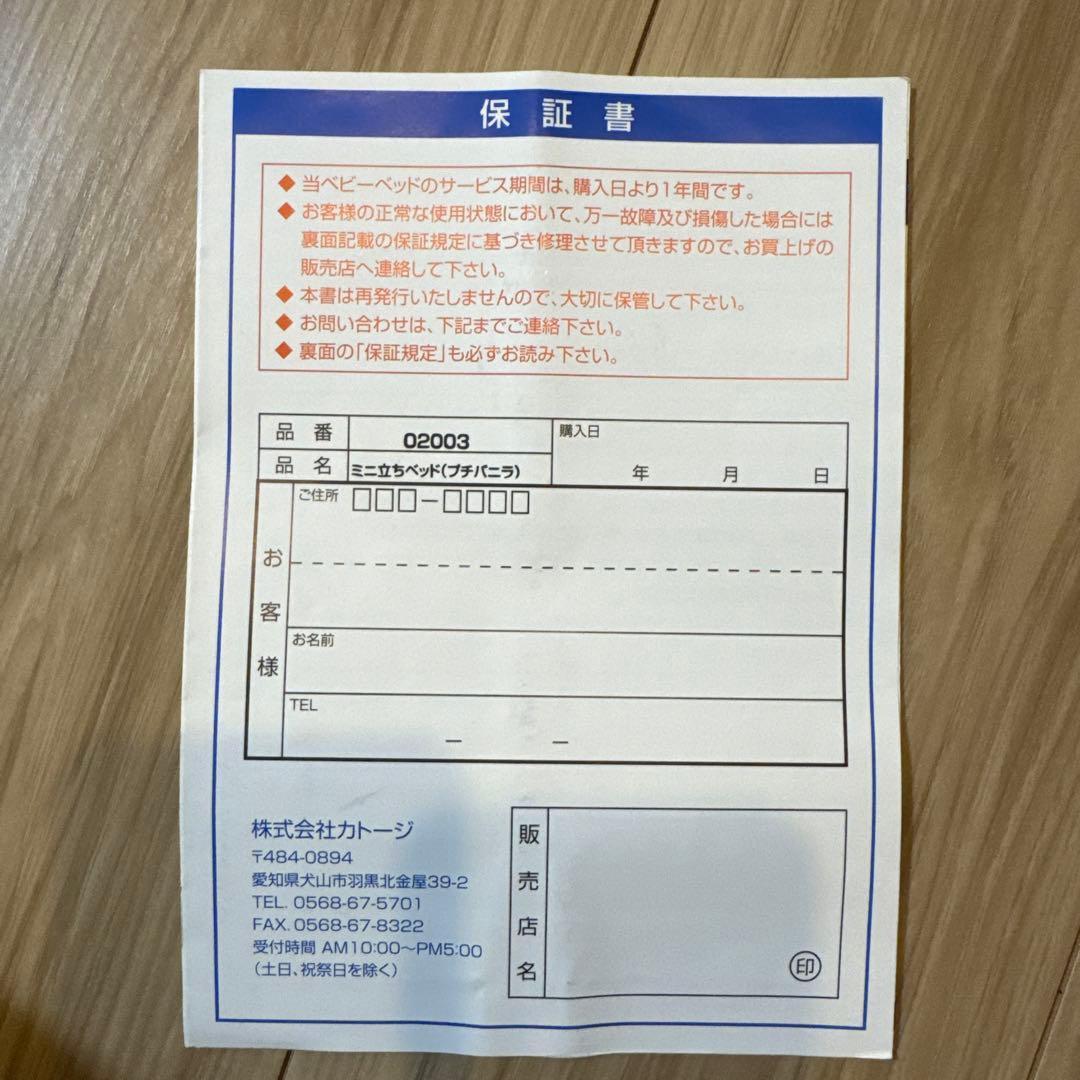 保証書
◆ 当ベビーベッドのサービス期間は、購入日より1年間です。
◆ お客様の正常な使用状態において、万一故障及び損傷した場合には
裏面記載の保証規定に基づき修理させて頂きますので、お買上げの
販売店へ連絡して下さい。
◆ 本書は再発行いたしませんので、大切に保管して下さい。
◆ お問い合わせは、下記までご連絡下さい。
◆ 裏面の「保証規定」も必ずお読み下さい。
品番 02003
品名 ミニ立ちベッド(プチバニラ)
購入日
年 月 日
お客様
ご住所 □□□-□□□□
お名前
TEL
― ―
株式会社カトージ
〒484-0894
愛知県犬山市羽黒北金屋39-2
TEL. 0568-67-5701
FAX. 0568-67-8322
受付時間 AM10:00〜PM5:00
(土日、祝祭日を除く)
販売店名
印